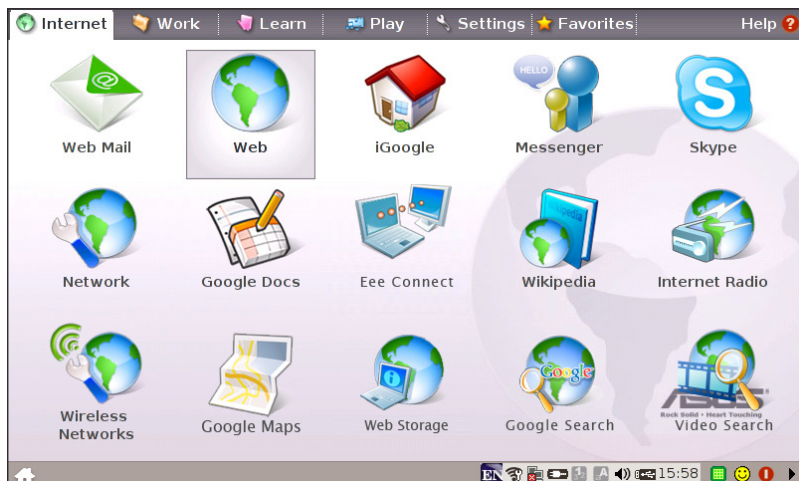 Internet Work Learn Play Settings Favorites Help ?
HELLO
Web Mail Web iGoogle Messenger Skype
Wikipedia
Network Google Docs Eee Connect Wikipedia Internet Radio
Google
ASUS
Rock Solid • Heart Touching
Wireless
Networks
Google Maps Web Storage Google Search Video Search
EN 1 A 15:58